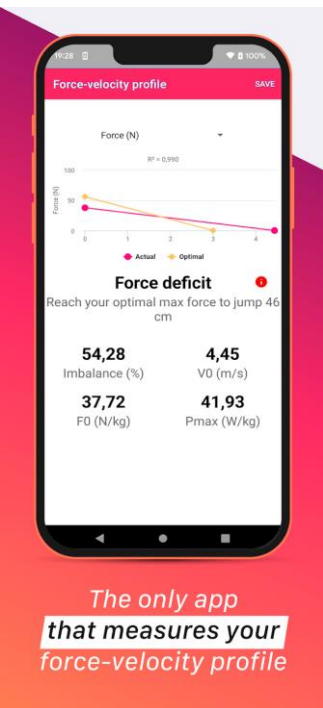 19:28 100%
Force-velocity profile SAVE
Force (N)
R² = 0,990
100
50
0
Force (N)
0 1 2 3 4
Actual Optimal
Force deficit
Reach your optimal max force to jump 46
cm
54,28 4,45
Imbalance (%) V0 (m/s)
37,72 41,93
F0 (N/kg) Pmax (W/kg)
The only app
that measures your
force-velocity profile